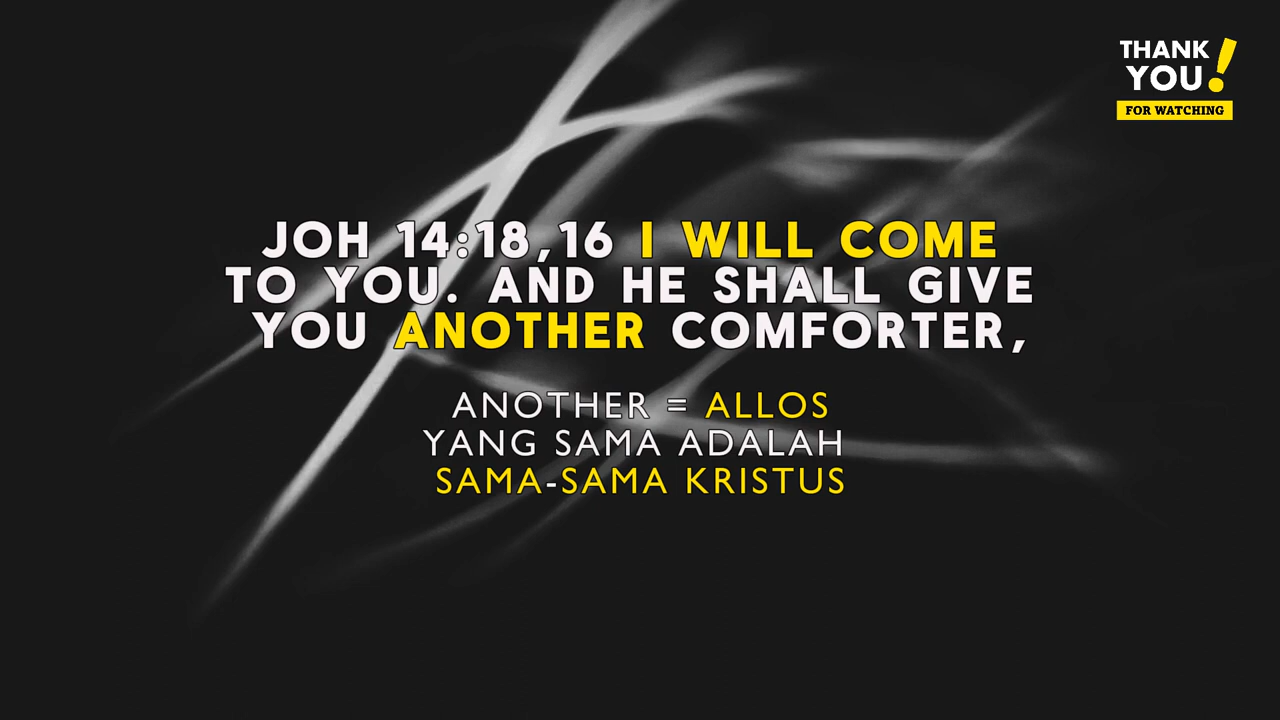 THANK
YOU!
FOR WATCHING
JOH 14:18,16 I WILL COME
TO YOU. AND HE SHALL GIVE
YOU ANOTHER COMFORTER,
ANOTHER = ALLOS
YANG SAMA ADALAH
SAMA-SAMA KRISTUS